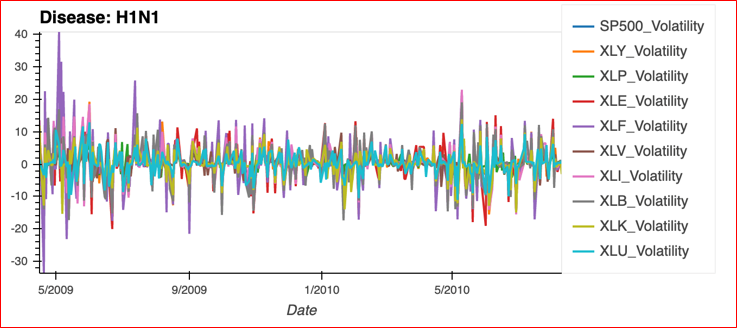 Disease: H1N1
40
30
20
10
0
-10
-20
-30
5/2009
9/2009
1/2010
5/2010
Date
SP500_Volatility
XLY_Volatility
XLP_Volatility
XLE_Volatility
XLF_Volatility
XLV_Volatility
XLI_Volatility
XLB_Volatility
XLK_Volatility
XLU_Volatility